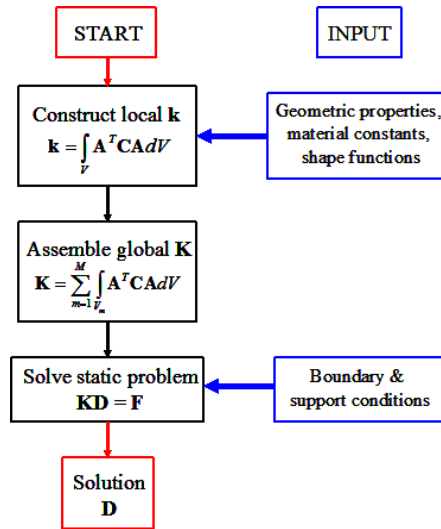 START
INPUT
Construct local k
k = ∫_V A^T CA dV
Geometric properties,
material constants,
shape functions
Assemble global K
K = ∑_{m=1}^{M} ∫_{V_m} A^T CA dV
Solve static problem
KD = F
Boundary &
support conditions
Solution
D